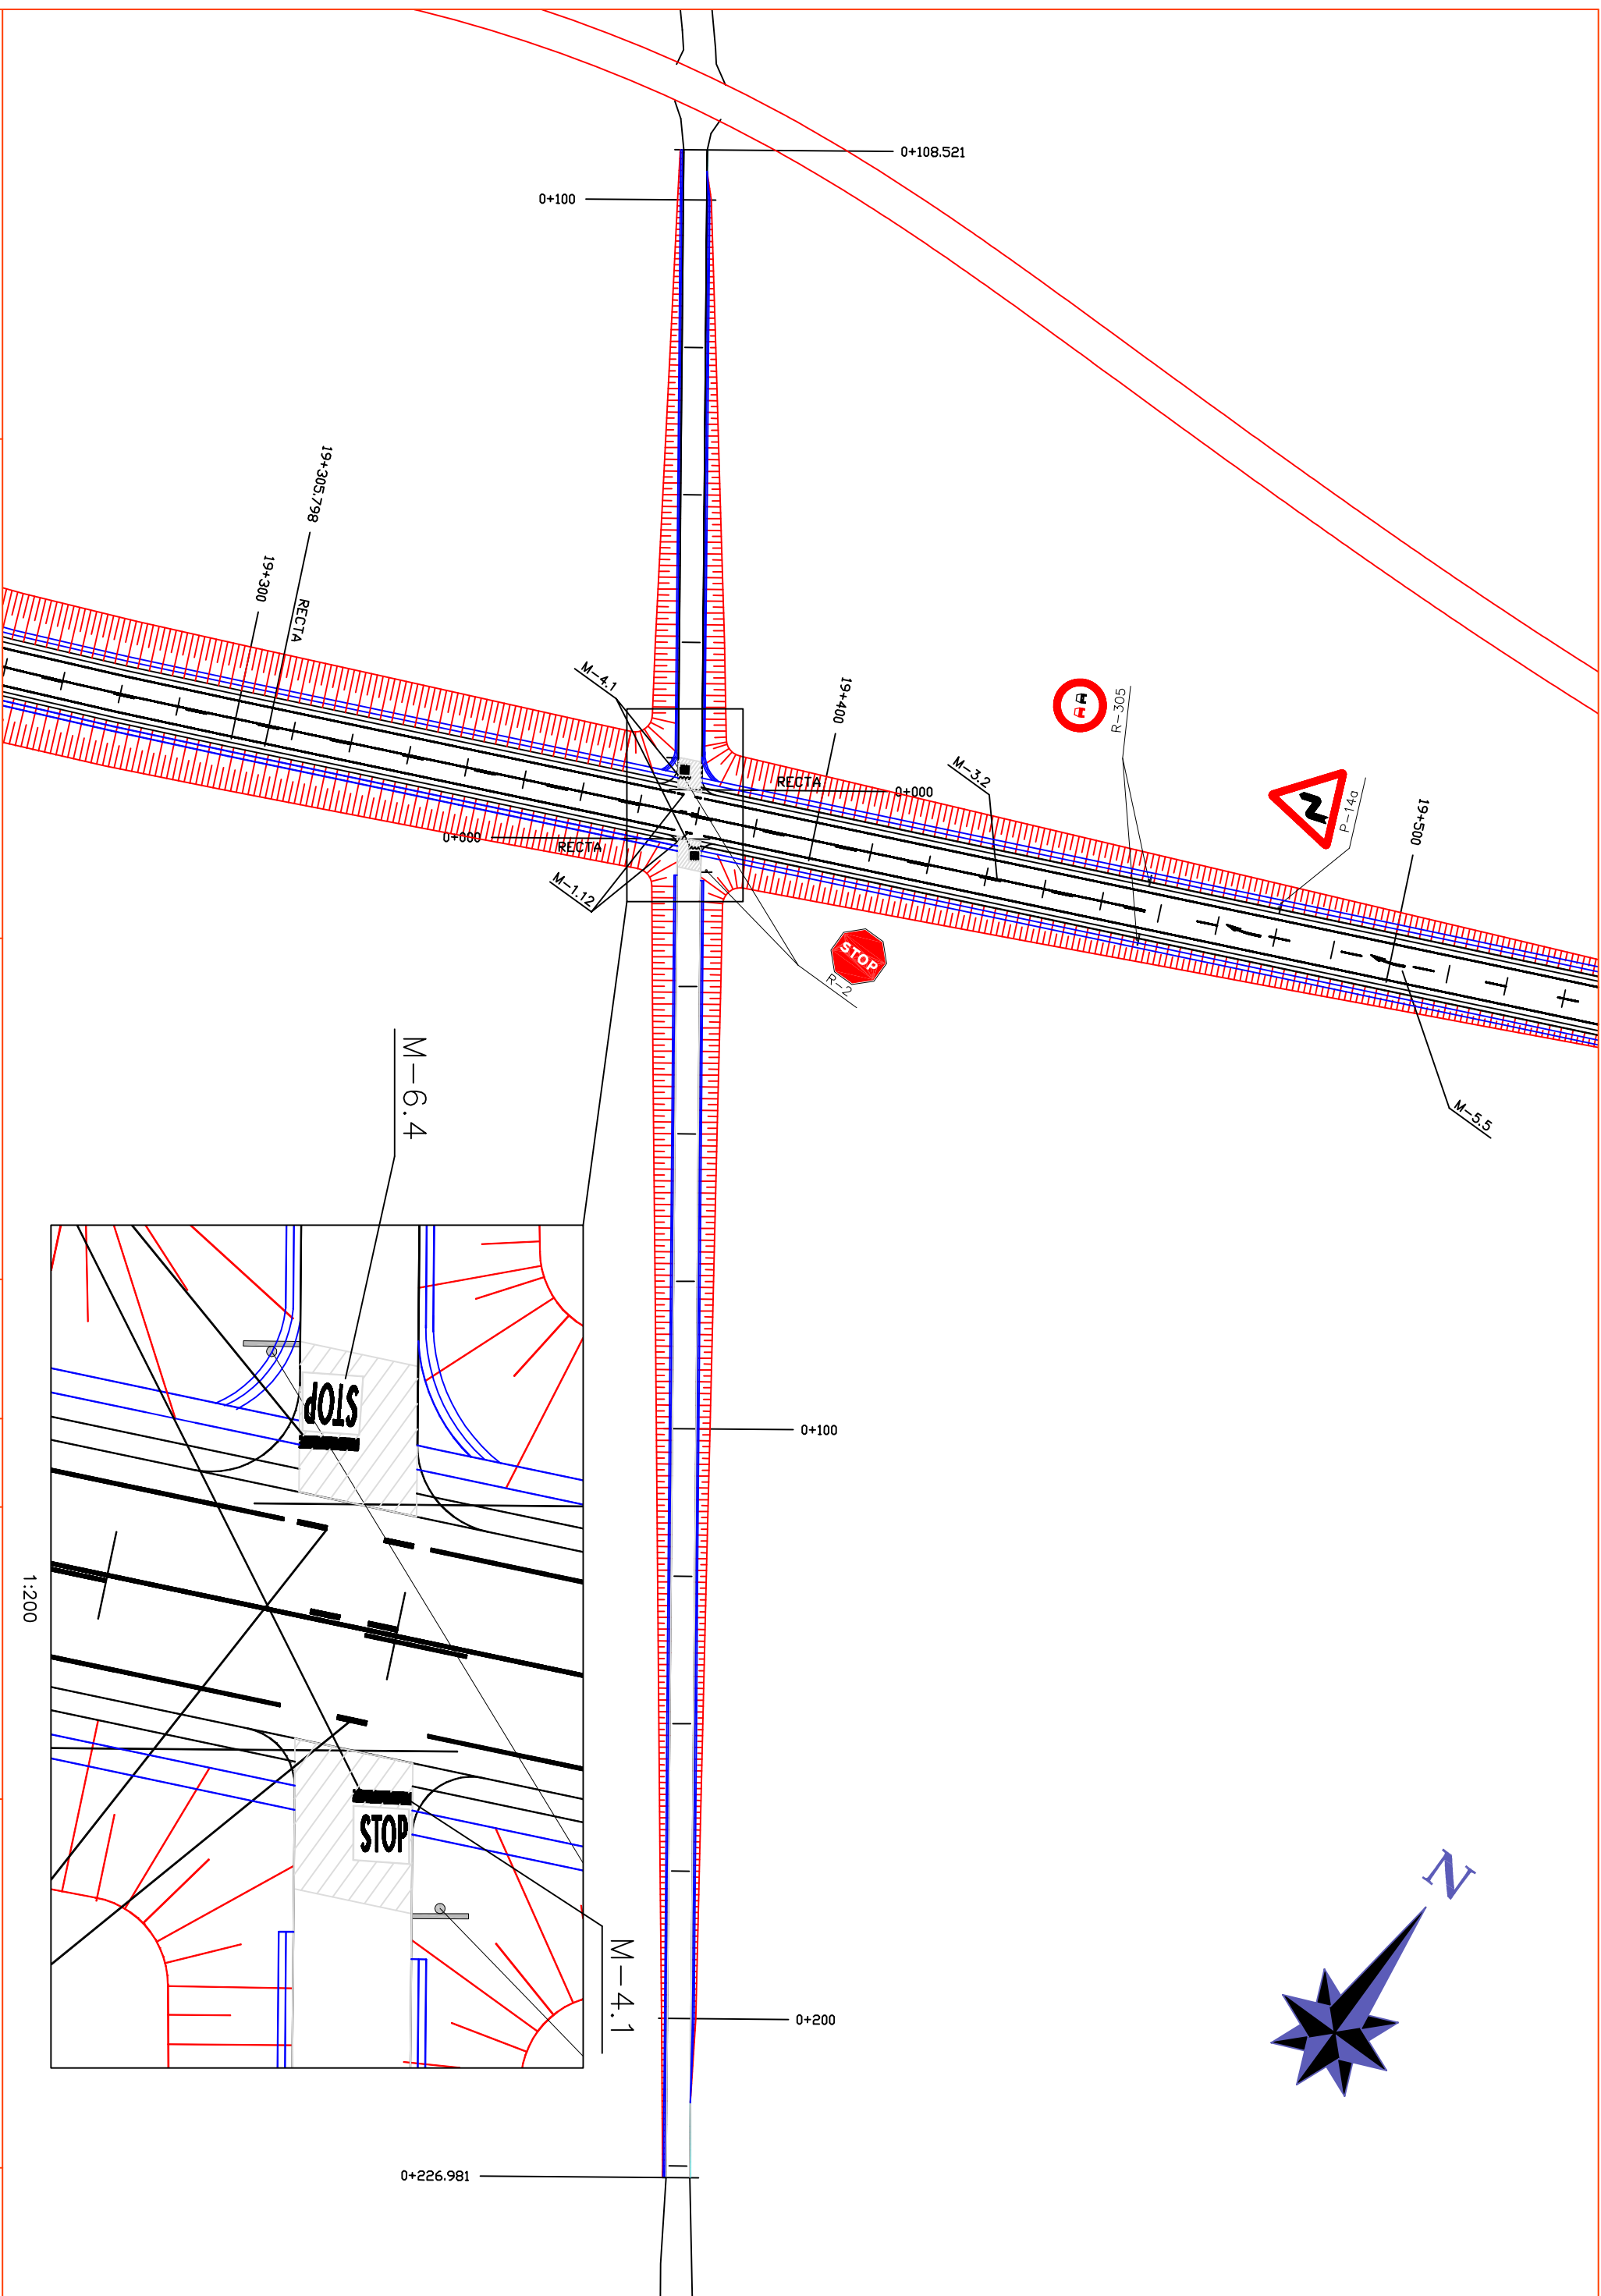 0+108.521
0+100
19+305.798
19+300
RECTA
M-4.1
19+400
R-305
P-14a
19+500
M-3.2
RECTA
0+000
0+000
RECTA
M-1.12
STOP
R-2
M-5.5
M-6.4
STOP
STOP
1:200
M-4.1
0+100
N
0+200
0+226.981